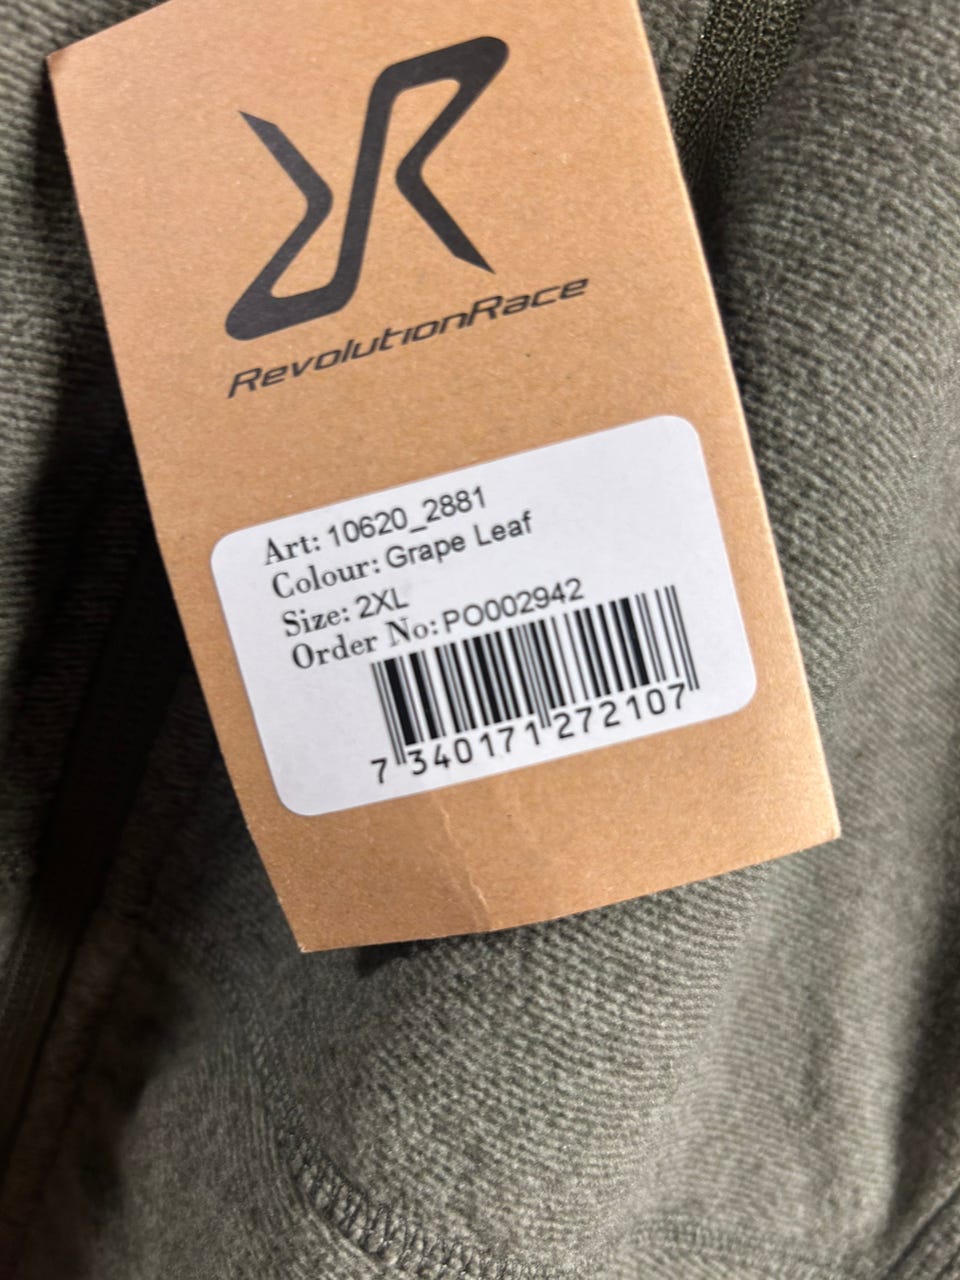 RevolutionRace
Art: 10620_2881
Colour: Grape Leaf
Size: 2XL
Order No: PO002942
7 340171 272107